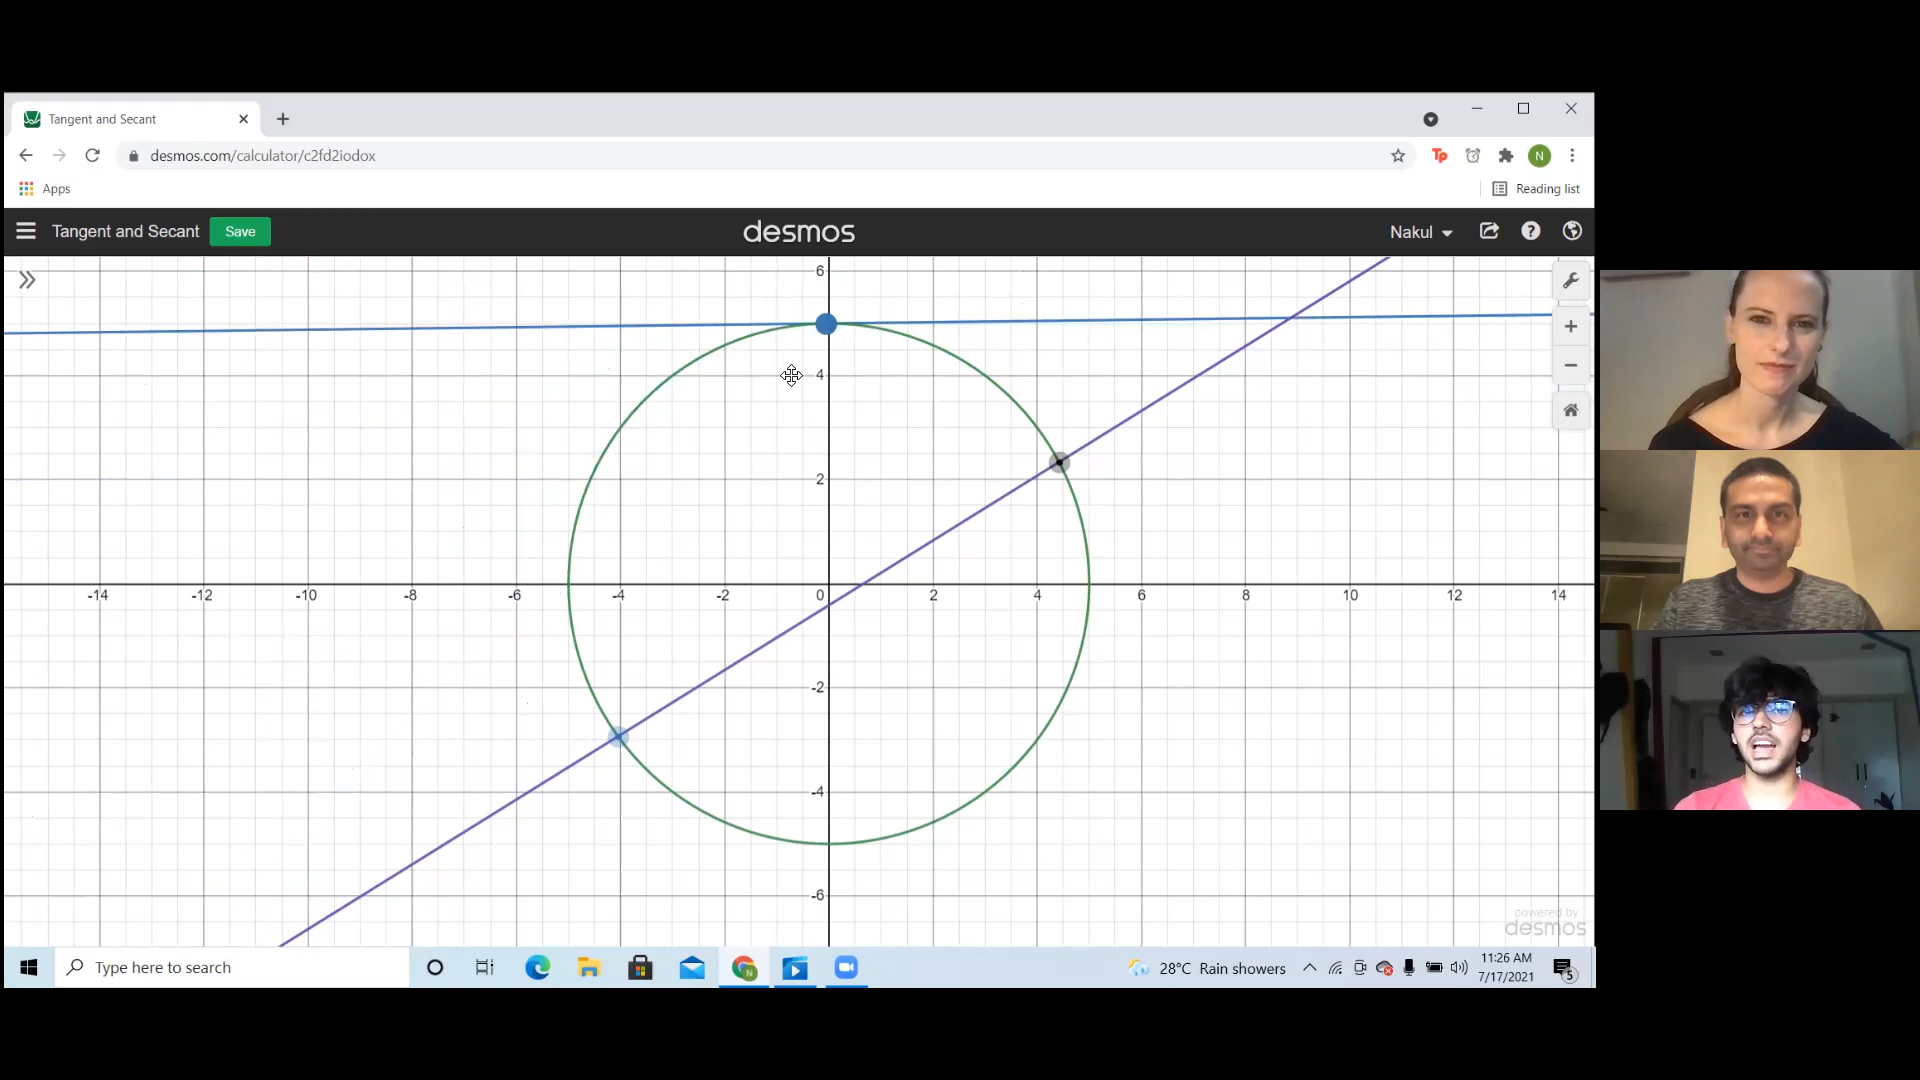 Tangent and Secant
desmos.com/calculator/c2fd2iodox
Tp
N
Apps
Reading list
Tangent and Secant
Save
desmos
Nakul
?
6
4
2
-14 -12 -10 -8 -6 -4 -2 0 2 4 6 8 10 12 14
-2
-4
-6
powered by
desmos
Type here to search
N
28°C Rain showers
11:26 AM
7/17/2021
5